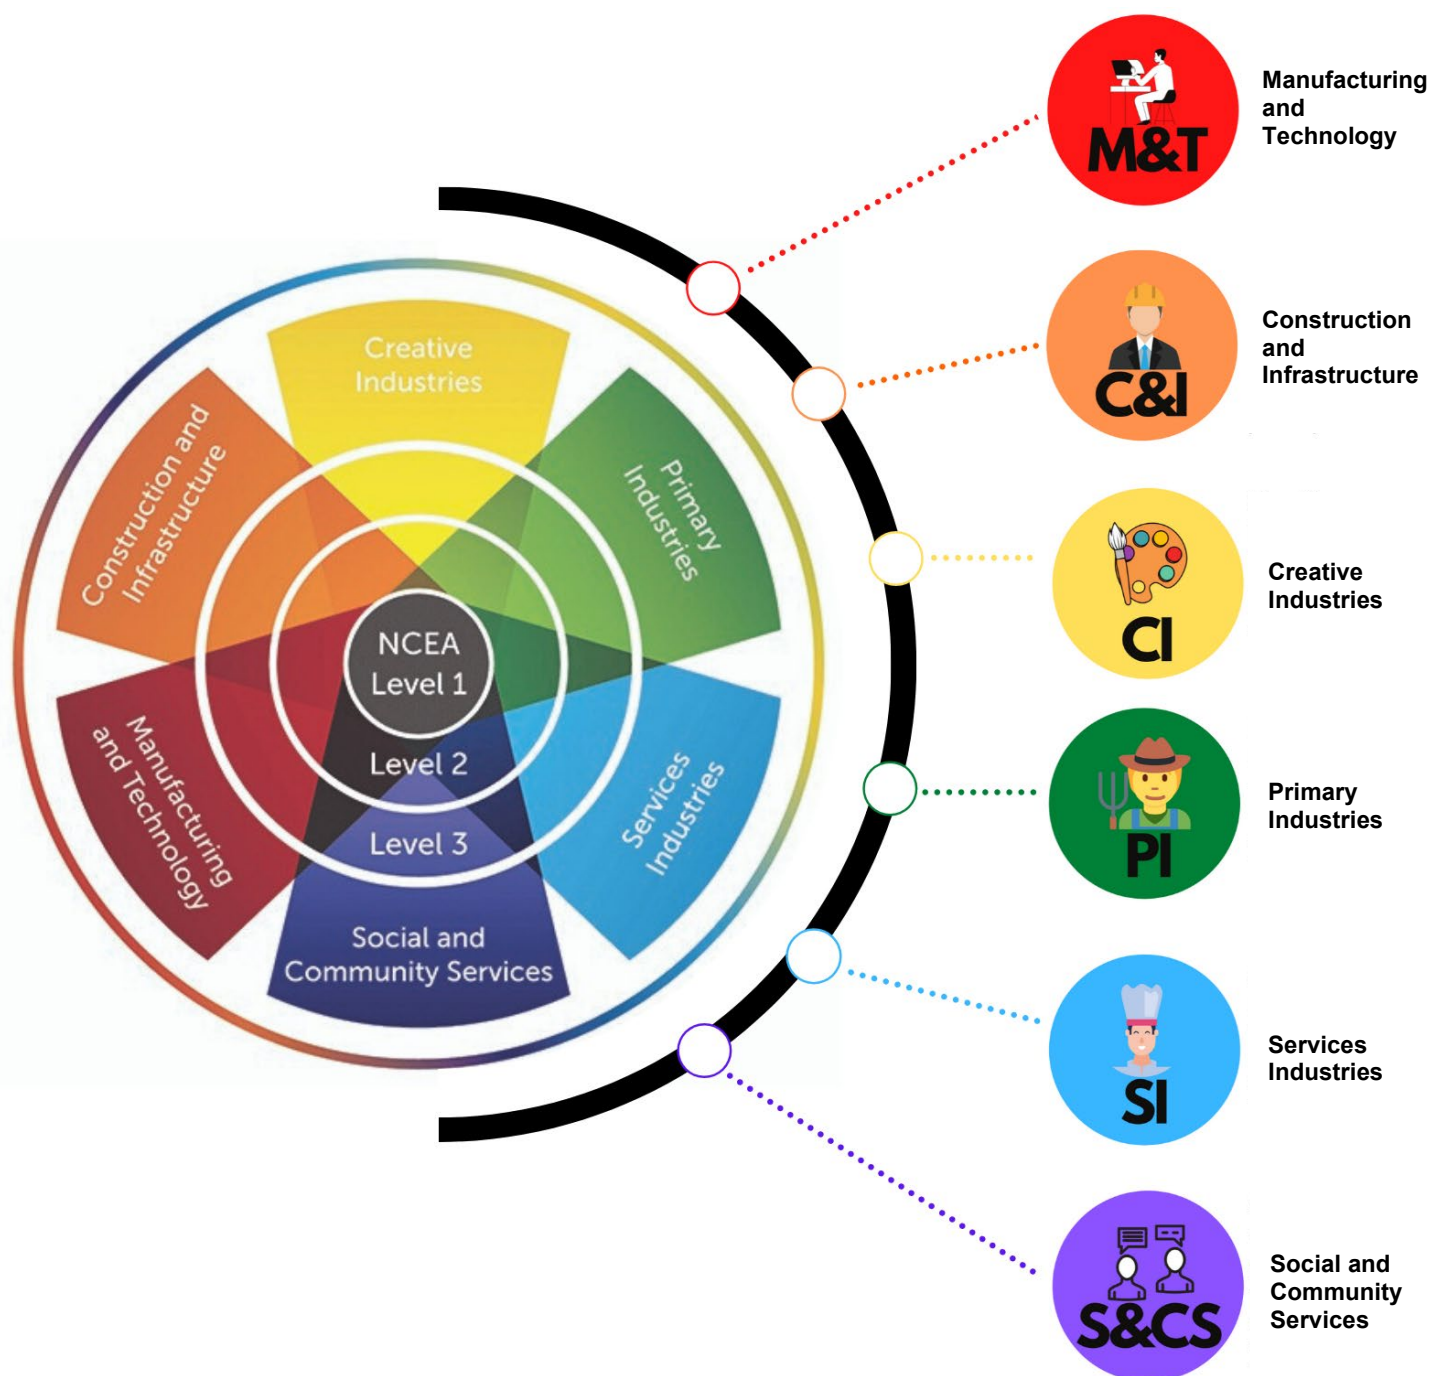 Creative
Industries
Primary
Industries
Services
Industries
Social and
Community Services
Manufacturing
and Technology
Construction and
Infrastructure
NCEA
Level 1
Level 2
Level 3
M&T
Manufacturing
and
Technology
C&I
Construction
and
Infrastructure
CI
Creative
Industries
PI
Primary
Industries
SI
Services
Industries
S&CS
Social and
Community
Services